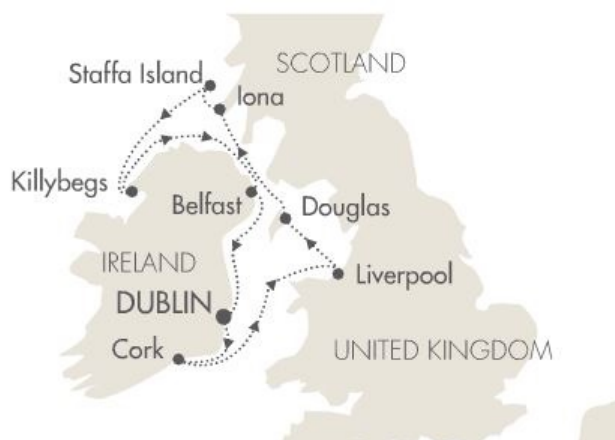 SCOTLAND
Staffa Island
Iona
Killybegs
Belfast
Douglas
IRELAND
Liverpool
DUBLIN
Cork
UNITED KINGDOM